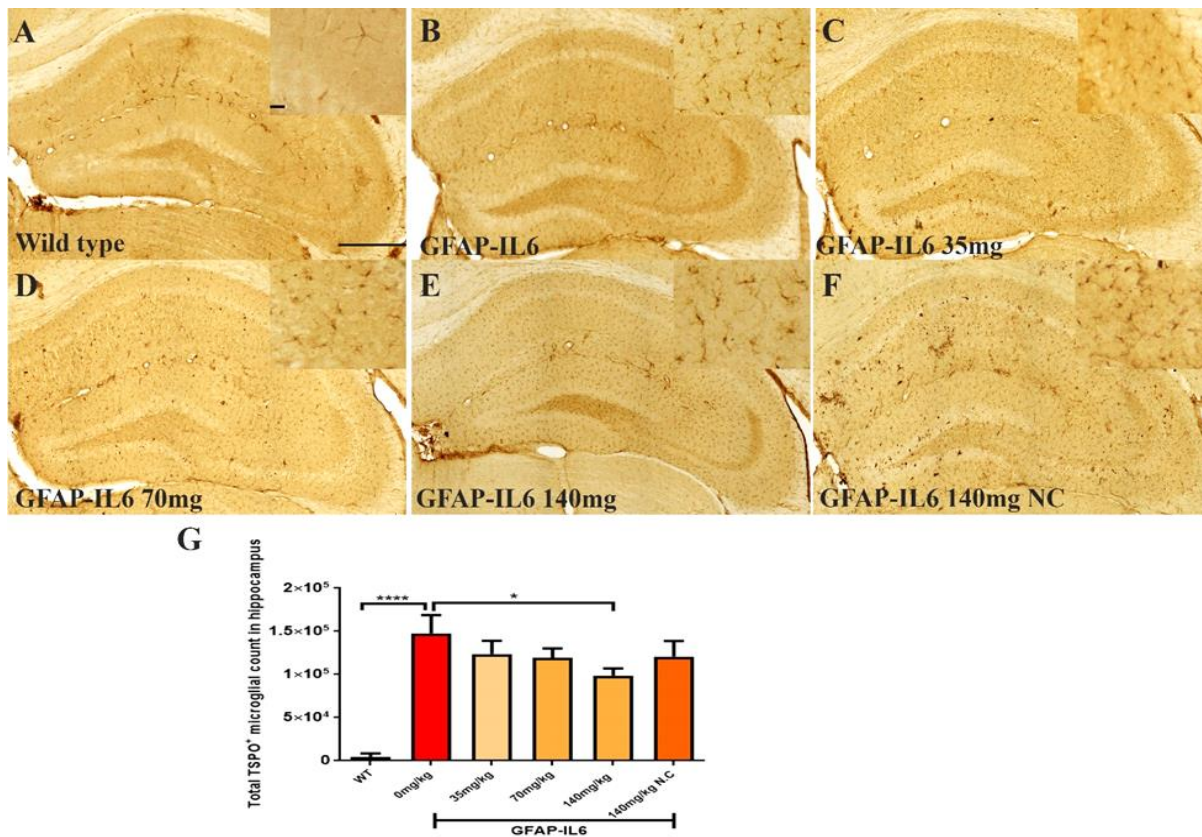 A
Wild type
B
GFAP-IL6
C
GFAP-IL6 35mg
D
GFAP-IL6 70mg
E
GFAP-IL6 140mg
F
GFAP-IL6 140mg NC
G
Total TSPO⁺ microglial count in hippocampus
2×10⁵
1.5×10⁵
1×10⁵
5×10⁴
0
****
*
WT
0mg/kg
35mg/kg
70mg/kg
140mg/kg
140mg/kg N.C
GFAP-IL6